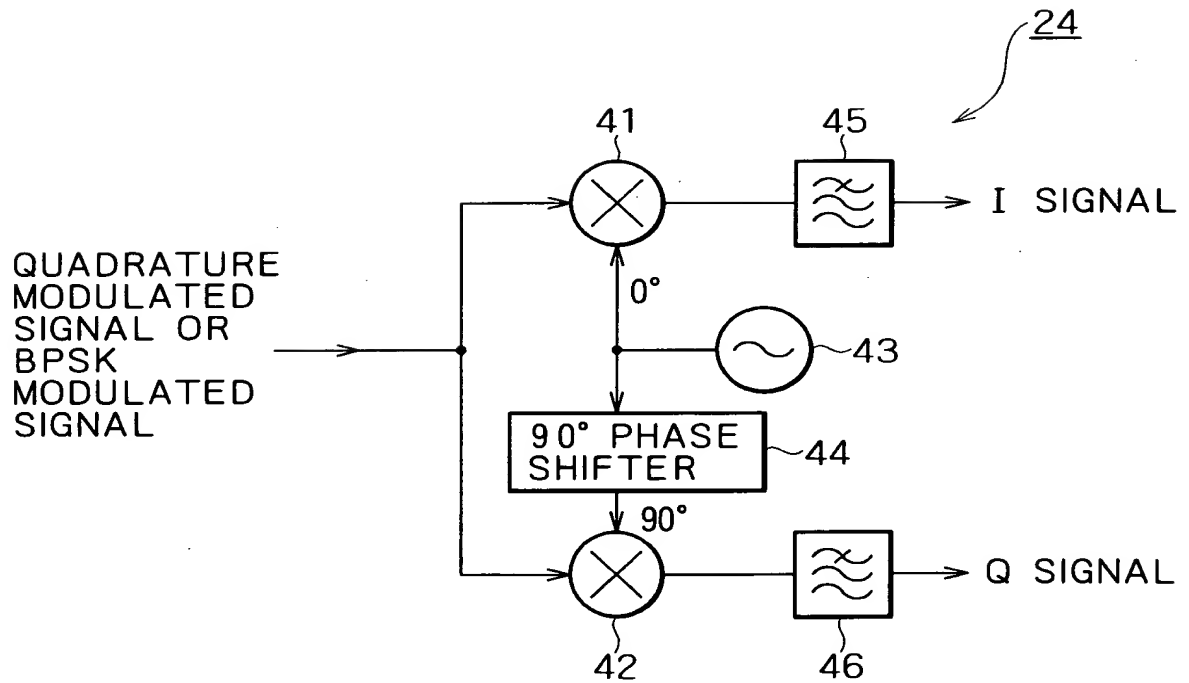 24
41
45
I SIGNAL
0°
QUADRATURE
MODULATED
SIGNAL OR
BPSK
MODULATED
SIGNAL
43
90° PHASE
SHIFTER
44
90°
Q SIGNAL
42
46